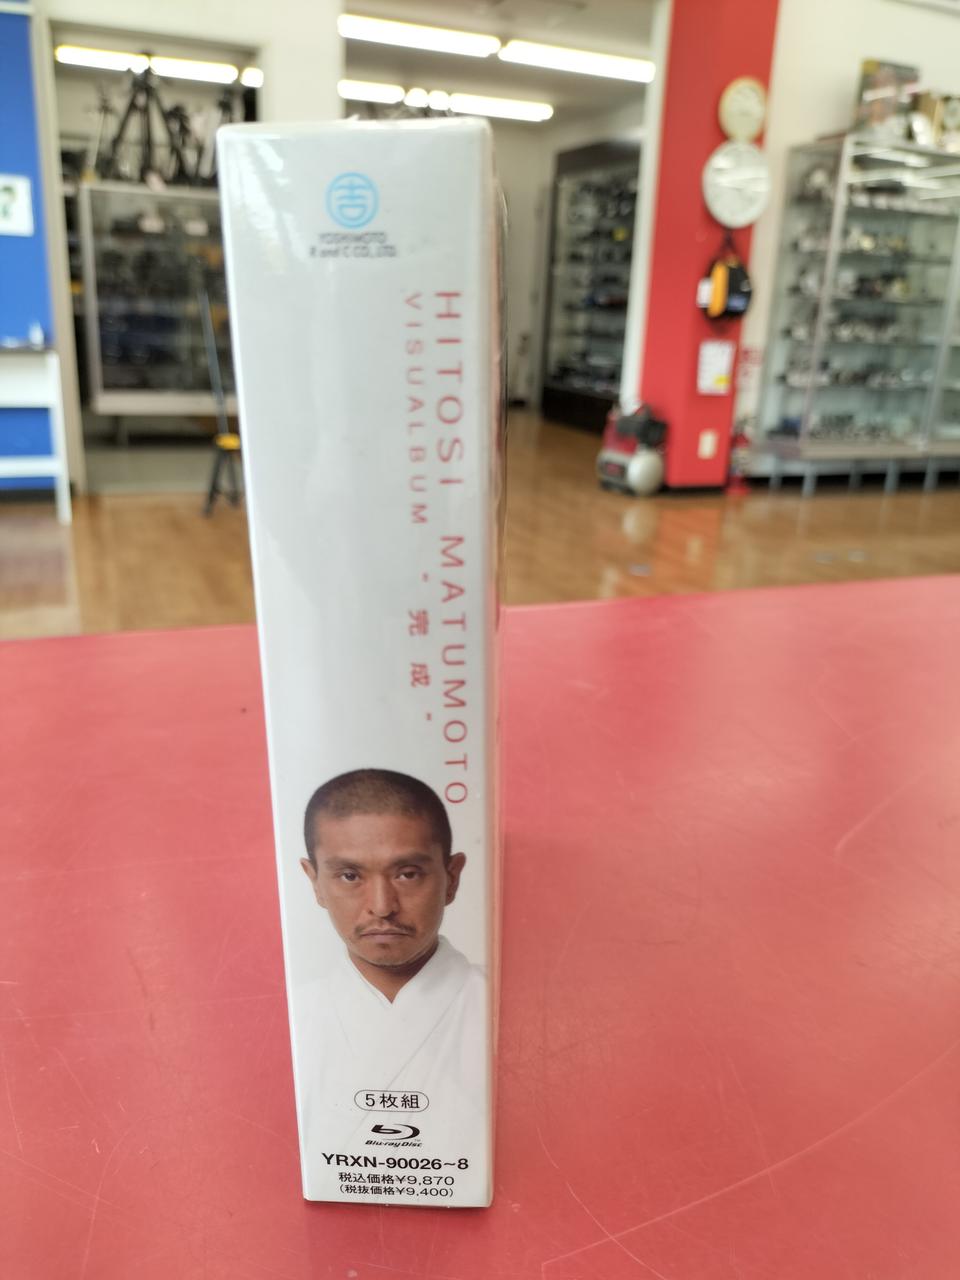 YOSHIMOTO
R and C CO., LTD.
HITOSI MATUMOTO
VISUALBUM - 完成 -
5枚組
Blu-ray Disc
YRXN-90026~8
税込価格¥9,870
(税抜価格¥9,400)